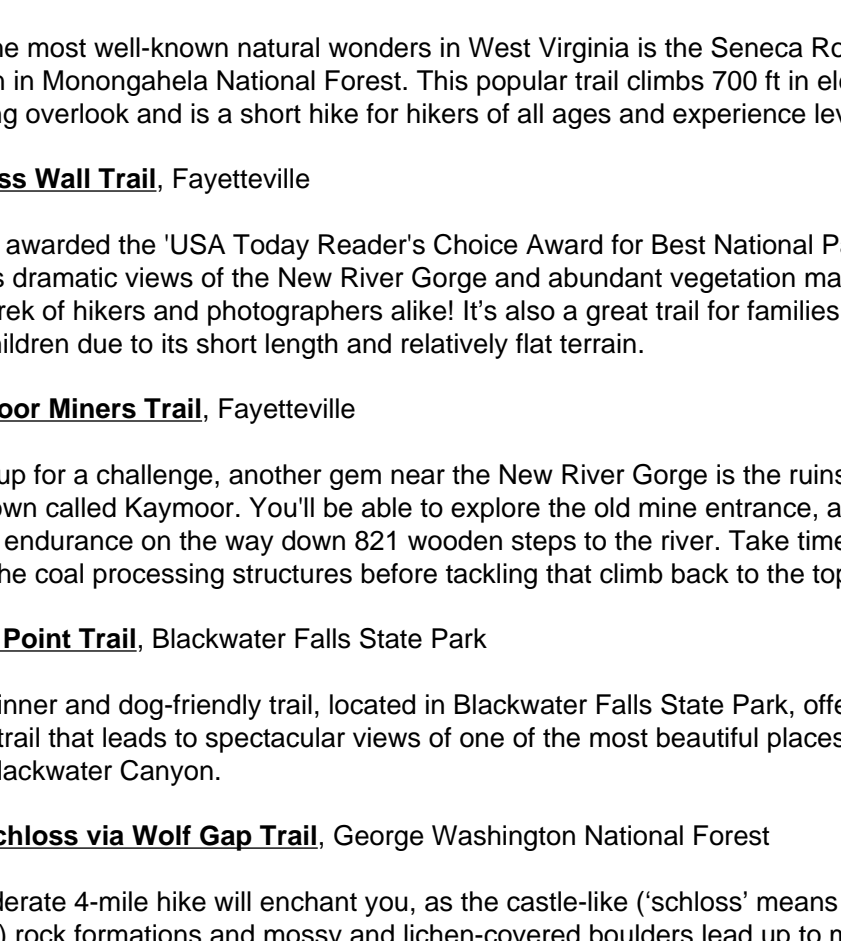 ne most well-known natural wonders in West Virginia is the Seneca Ro
n in Monongahela National Forest. This popular trail climbs 700 ft in el
ng overlook and is a short hike for hikers of all ages and experience lev
ss Wall Trail, Fayetteville
awarded the 'USA Today Reader's Choice Award for Best National Pa
s dramatic views of the New River Gorge and abundant vegetation ma
rek of hikers and photographers alike! It’s also a great trail for families
ildren due to its short length and relatively flat terrain.
oor Miners Trail, Fayetteville
up for a challenge, another gem near the New River Gorge is the ruins
own called Kaymoor. You'll be able to explore the old mine entrance, a
endurance on the way down 821 wooden steps to the river. Take time
he coal processing structures before tackling that climb back to the top
Point Trail, Blackwater Falls State Park
inner and dog-friendly trail, located in Blackwater Falls State Park, offe
trail that leads to spectacular views of one of the most beautiful places
lackwater Canyon.
chloss via Wolf Gap Trail, George Washington National Forest
derate 4-mile hike will enchant you, as the castle-like (‘schloss’ means
) rock formations and mossy and lichen-covered boulders lead up to